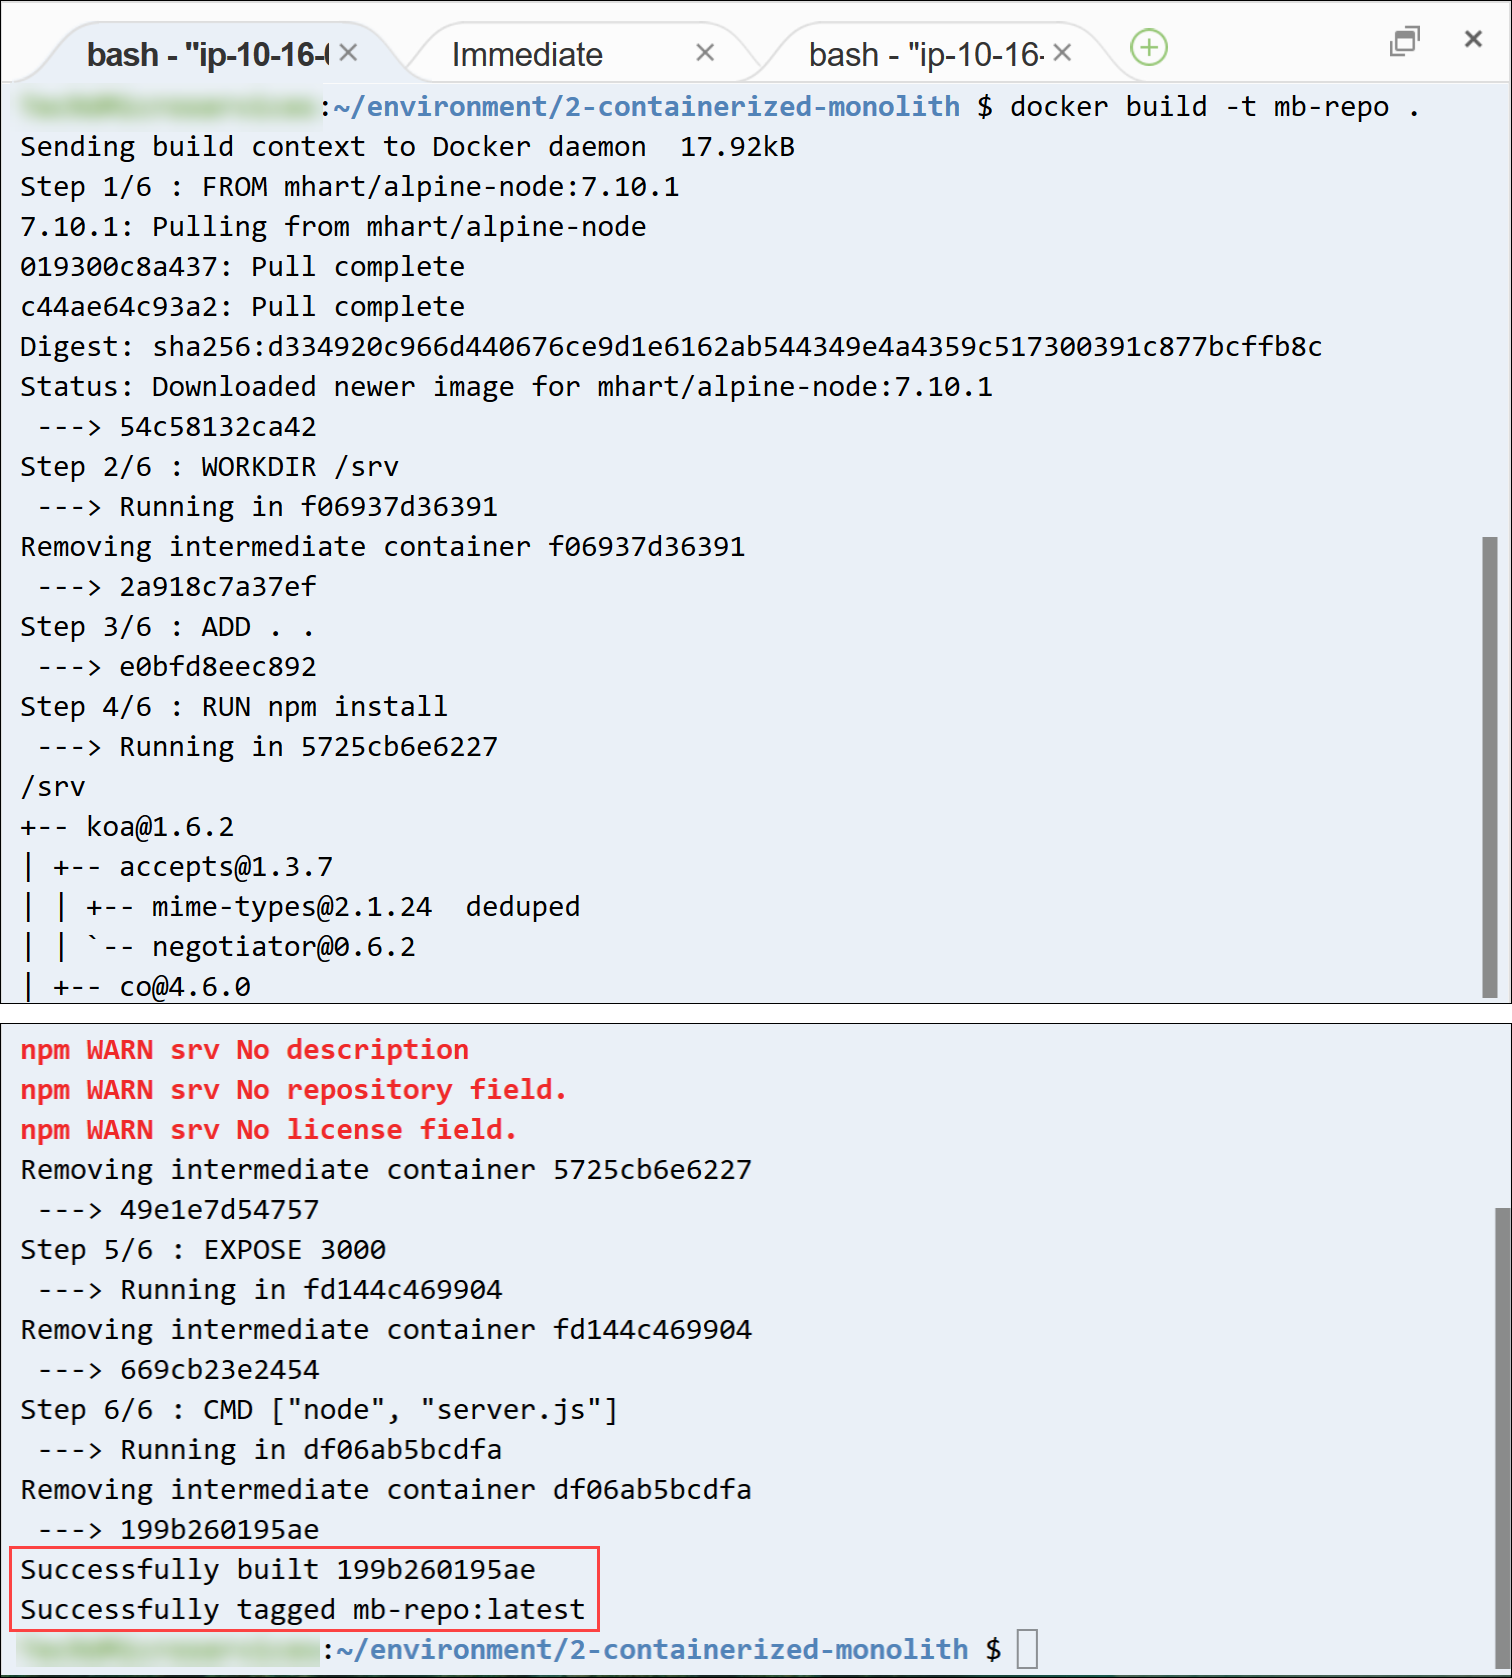 bash - "ip-10-16- Immediate bash - "ip-10-16-
:~/environment/2-containerized-monolith $ docker build -t mb-repo .
Sending build context to Docker daemon  17.92kB
Step 1/6 : FROM mhart/alpine-node:7.10.1
7.10.1: Pulling from mhart/alpine-node
019300c8a437: Pull complete
c44ae64c93a2: Pull complete
Digest: sha256:d334920c966d440676ce9d1e6162ab544349e4a4359c517300391c877bcffb8c
Status: Downloaded newer image for mhart/alpine-node:7.10.1
 ---> 54c58132ca42
Step 2/6 : WORKDIR /srv
 ---> Running in f06937d36391
Removing intermediate container f06937d36391
 ---> 2a918c7a37ef
Step 3/6 : ADD . .
 ---> e0bfd8eec892
Step 4/6 : RUN npm install
 ---> Running in 5725cb6e6227
/srv
+-- koa@1.6.2
| +-- accepts@1.3.7
| | +-- mime-types@2.1.24  deduped
| | `-- negotiator@0.6.2
| +-- co@4.6.0
npm WARN srv No description
npm WARN srv No repository field.
npm WARN srv No license field.
Removing intermediate container 5725cb6e6227
 ---> 49e1e7d54757
Step 5/6 : EXPOSE 3000
 ---> Running in fd144c469904
Removing intermediate container fd144c469904
 ---> 669cb23e2454
Step 6/6 : CMD ["node", "server.js"]
 ---> Running in df06ab5bcdfa
Removing intermediate container df06ab5bcdfa
 ---> 199b260195ae
Successfully built 199b260195ae
Successfully tagged mb-repo:latest
:~/environment/2-containerized-monolith $